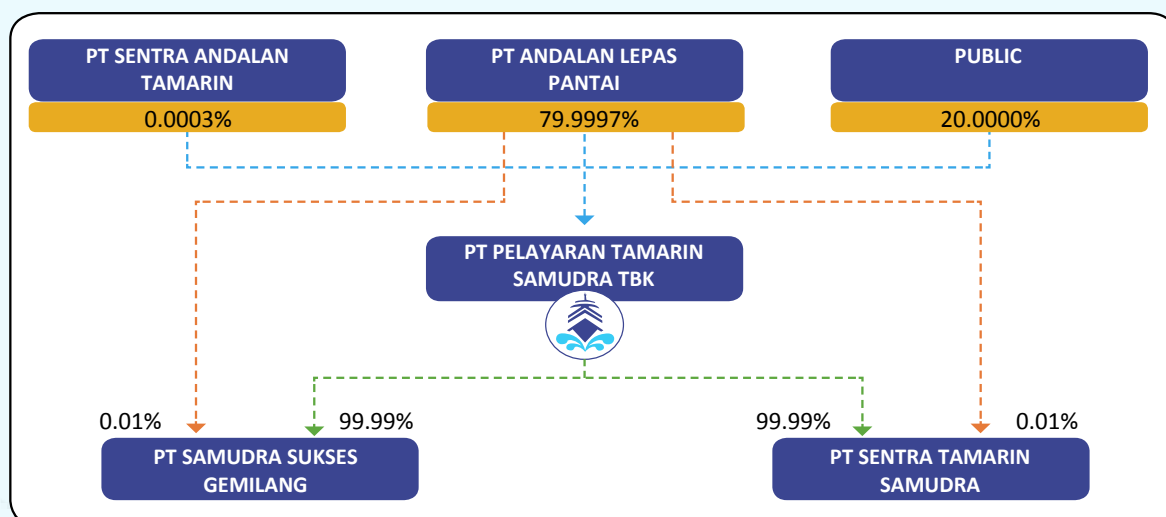 PT SENTRA ANDALAN
TAMARIN
0.0003%
PT ANDALAN LEPAS
PANTAI
79.9997%
PUBLIC
20.0000%
PT PELAYARAN TAMARIN
SAMUDRA TBK
0.01%
99.99%
PT SAMUDRA SUKSES
GEMILANG
99.99%
0.01%
PT SENTRA TAMARIN
SAMUDRA